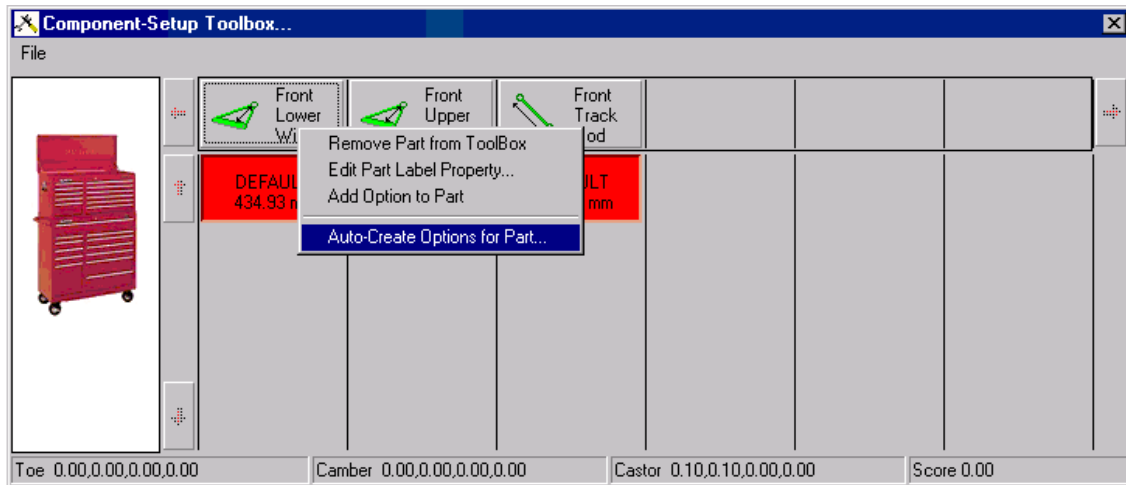 Component-Setup Toolbox...
File
Front Front Front
Lower Upper Track
Remove Part from ToolBox
Edit Part Label Property...
Add Option to Part
Auto-Create Options for Part...
434.93 mm
Toe 0.00,0.00,0.00,0.00 Camber 0.00,0.00,0.00,0.00 Castor 0.10,0.10,0.00,0.00 Score 0.00